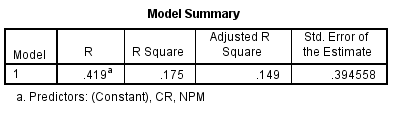 Model Summary
Model R R Square Adjusted R Square Std. Error of the Estimate
1 .419a .175 .149 .394558
a. Predictors: (Constant), CR, NPM